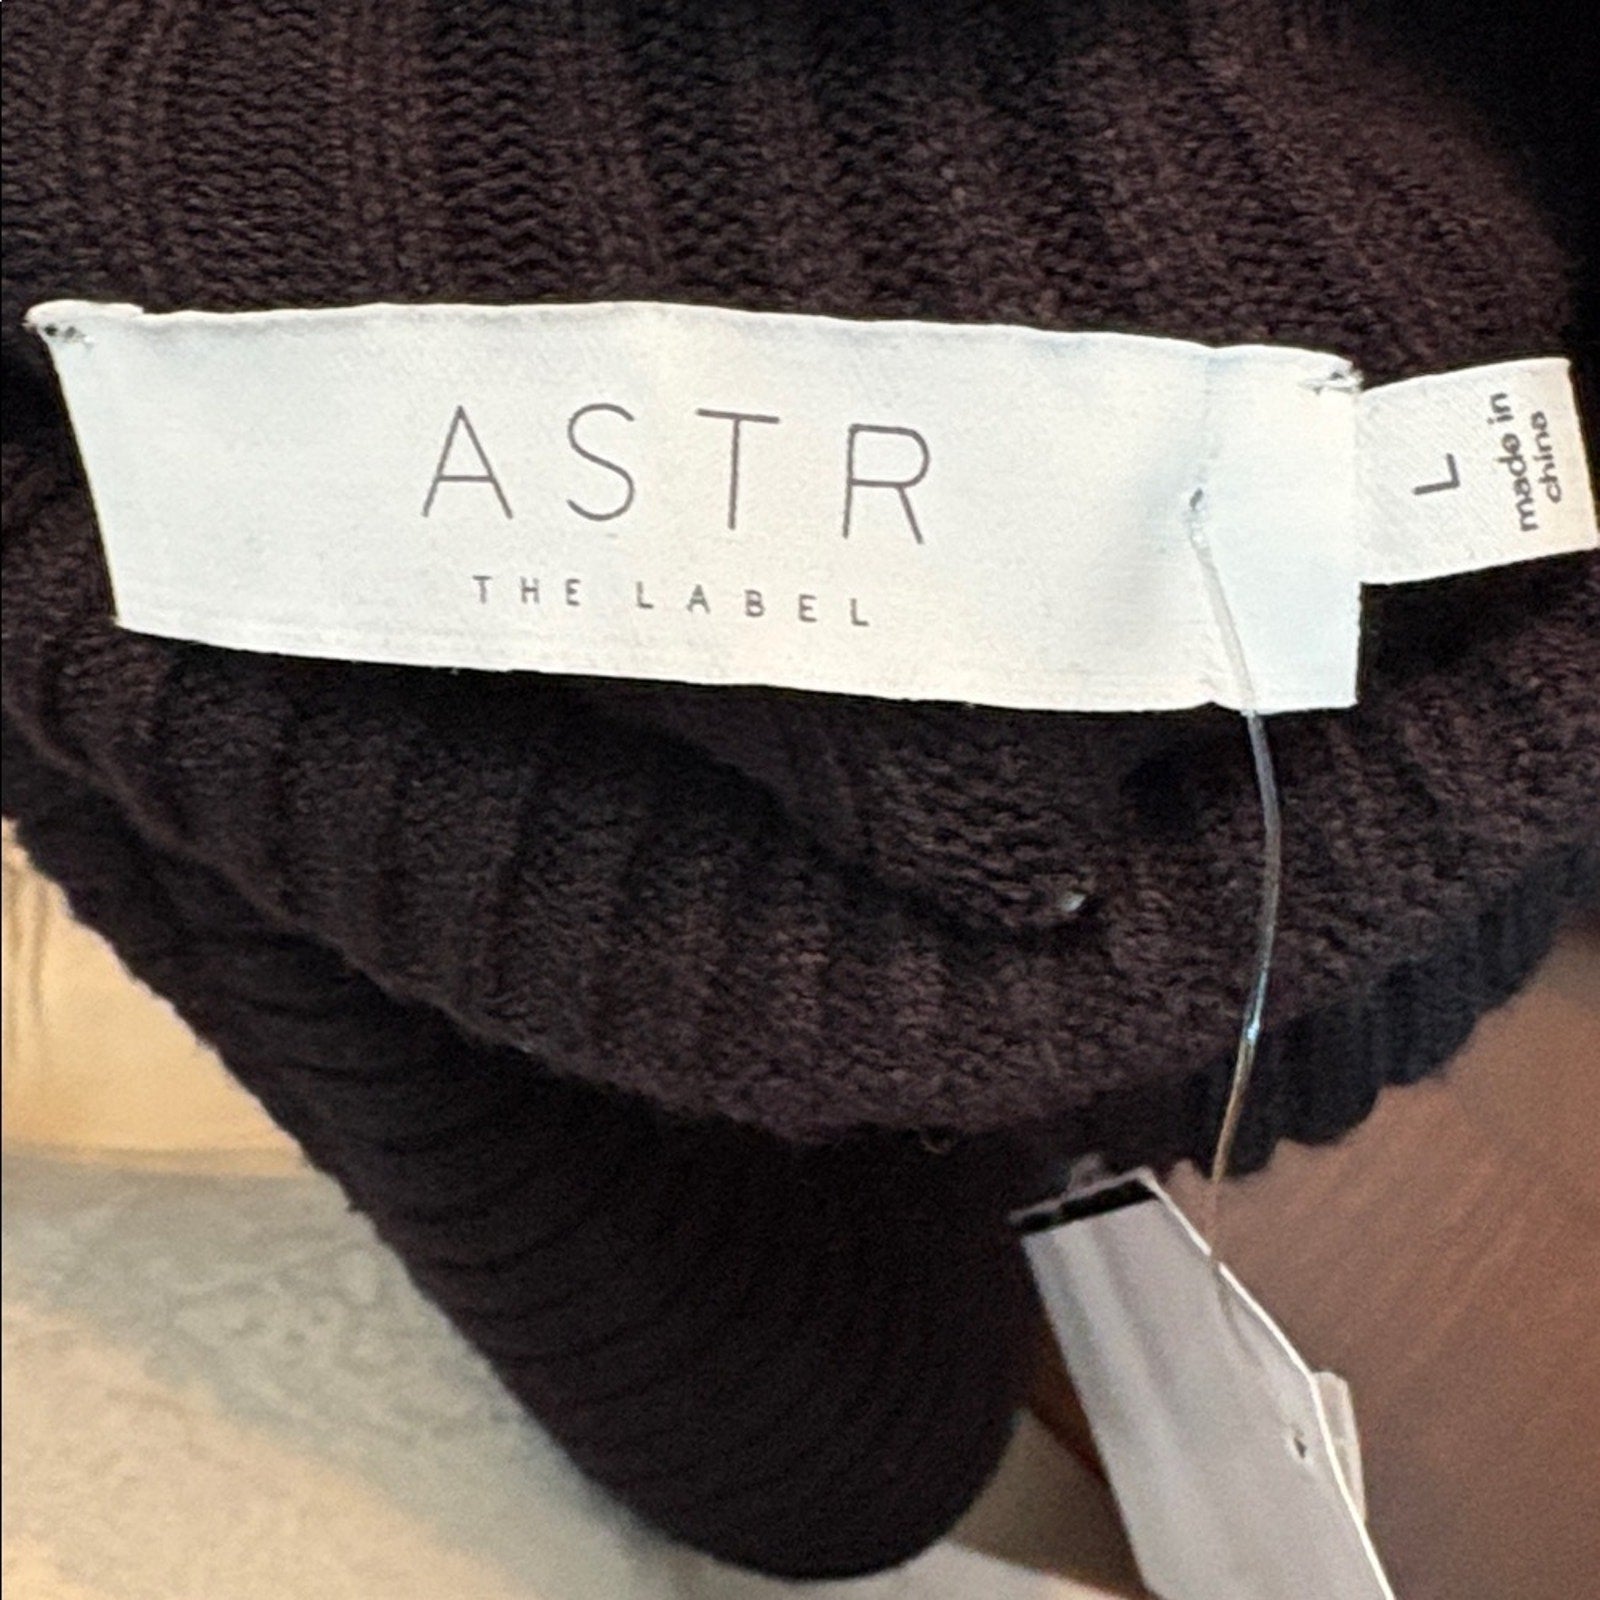 ASTR
THE LABEL
L
made in
china